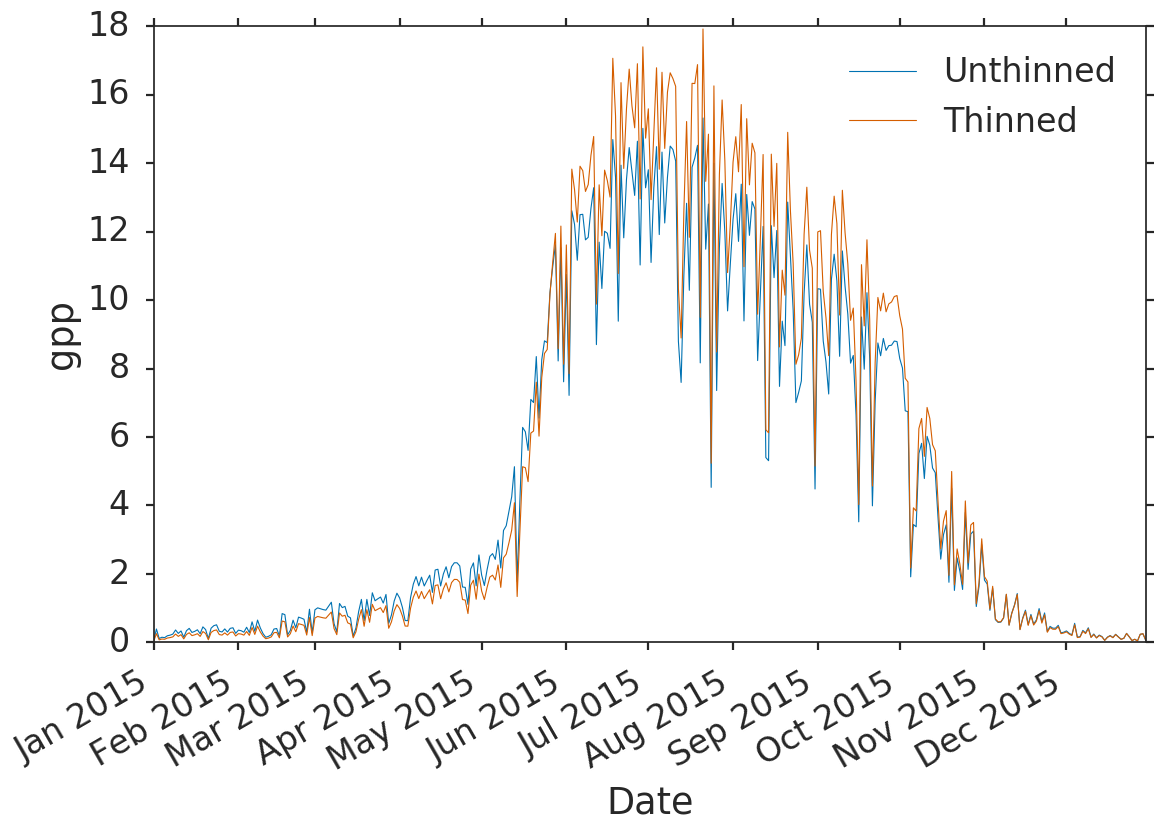 18
16
14
12
10
8
6
4
2
0
gpp
Unthinned
Thinned
Jan 2015
Feb 2015
Mar 2015
Apr 2015
May 2015
Jun 2015
Jul 2015
Aug 2015
Sep 2015
Oct 2015
Nov 2015
Dec 2015
Date